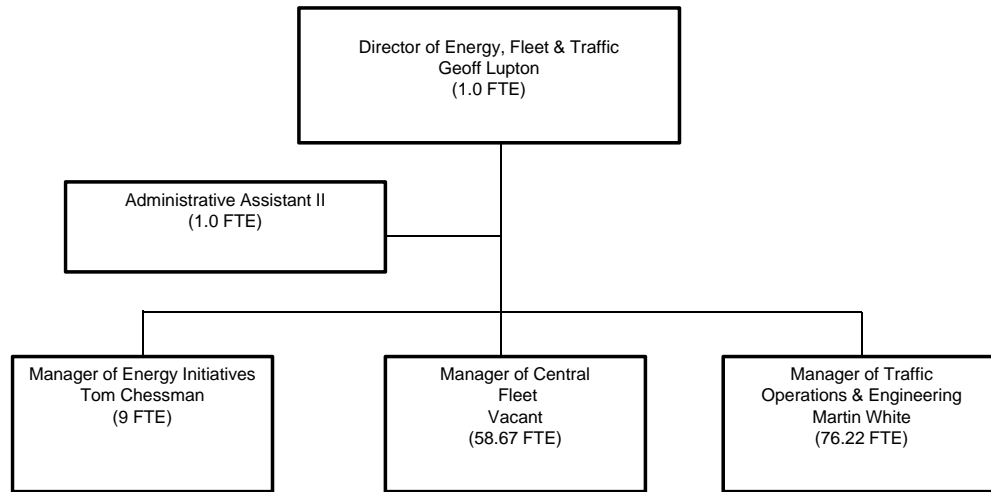 Director of Energy, Fleet & Traffic
Geoff Lupton
(1.0 FTE)
Administrative Assistant II
(1.0 FTE)
Manager of Energy Initiatives
Tom Chessman
(9 FTE)
Manager of Central
Fleet
Vacant
(58.67 FTE)
Manager of Traffic
Operations & Engineering
Martin White
(76.22 FTE)